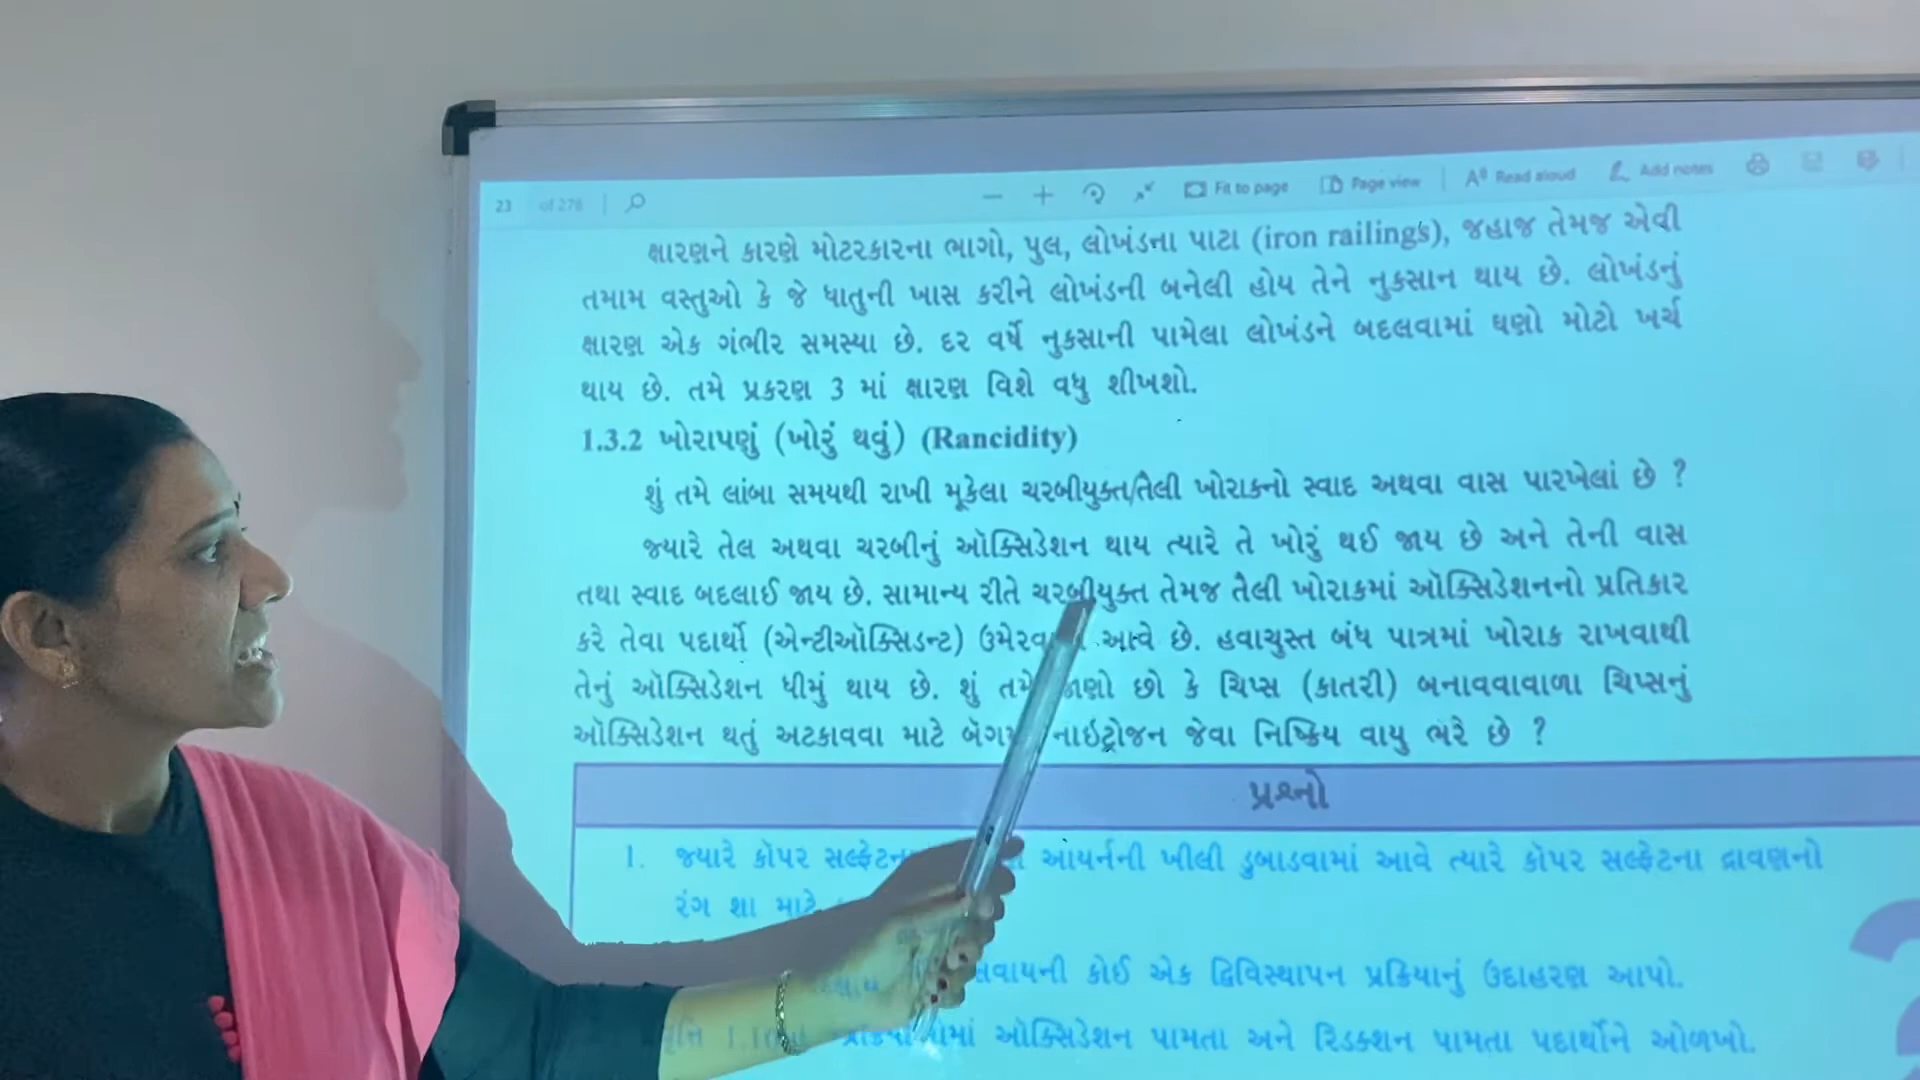 23 of 278 Fit to page Page view A Read aloud Add notes
ક્ષારણને કારણે મોટરકારના ભાગો, પુલ, લોખંડના પાટા (iron railings), જહાજ તેમજ એવી
તમામ વસ્તુઓ કે જે ધાતુની ખાસ કરીને લોખંડની બનેલી હોય તેને નુકસાન થાય છે. લોખંડનું
ક્ષારણ એક ગંભીર સમસ્યા છે. દર વર્ષે નુકસાની પામેલા લોખંડને બદલવામાં ઘણો મોટો ખર્ચ
થાય છે. તમે પ્રકરણ 3 માં ક્ષારણ વિશે વધુ શીખશો.
1.3.2 ખોરાપણું (ખોરું થવું) (Rancidity)
શું તમે લાંબા સમયથી રાખી મૂકેલા ચરબીયુક્ત/તેલી ખોરાકનો સ્વાદ અથવા વાસ પારખેલાં છે ?
જ્યારે તેલ અથવા ચરબીનું ઑક્સિડેશન થાય ત્યારે તે ખોરું થઈ જાય છે અને તેની વાસ
તથા સ્વાદ બદલાઈ જાય છે. સામાન્ય રીતે ચરબીયુક્ત તેમજ તેલી ખોરાકમાં ઑક્સિડેશનનો પ્રતિકાર
કરે તેવા પદાર્થો (એન્ટીઑક્સિડન્ટ) આવે છે. હવાચુસ્ત બંધ પાત્રમાં ખોરાક રાખવાથી
તેનું ઑક્સિડેશન ધીમું થાય છે. શું તમે છો કે ચિપ્સ (કાતરી) બનાવવાવાળા ચિપ્સનું
ઑક્સિડેશન થતું અટકાવવા માટે નાઇટ્રોજન જેવા નિષ્ક્રિય વાયુ ભરે છે ?
પ્રશ્નો
1. જ્યારે કૉપર આયર્નની ખીલી ડુબાડવામાં આવે ત્યારે કૉપર સલ્ફેટના દ્રાવણનો
રંગ શા માટે
કોઈ એક દ્વિવિસ્થાપન પ્રક્રિયાનું ઉદાહરણ આપો.
ઑક્સિડેશન પામતા અને રિડક્શન પામતા પદાર્થોને ઓળખો.